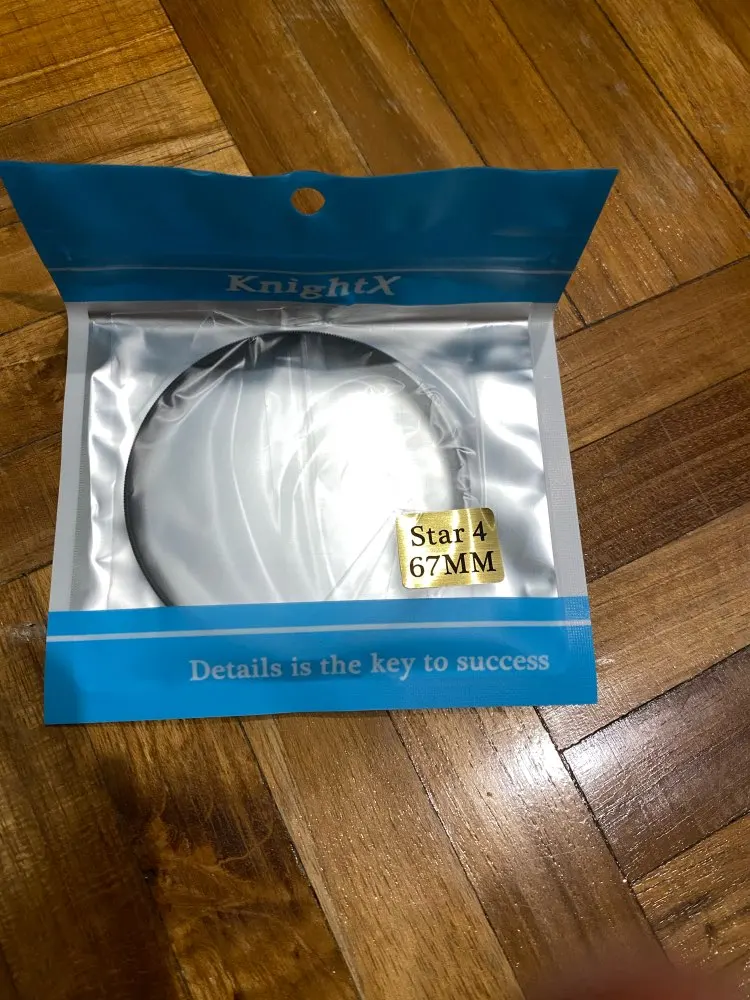 KnightX
Star 4
67MM
Details is the key to success